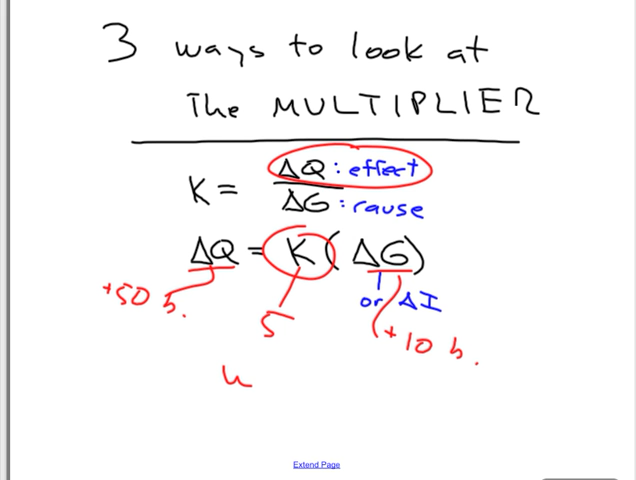 3 ways to look at
The MULTIPLIER
K = ΔQ : effect
ΔG : cause
ΔQ = K ( ΔG )
or ΔI
+50 b.
5
+10 b.
Extend Page